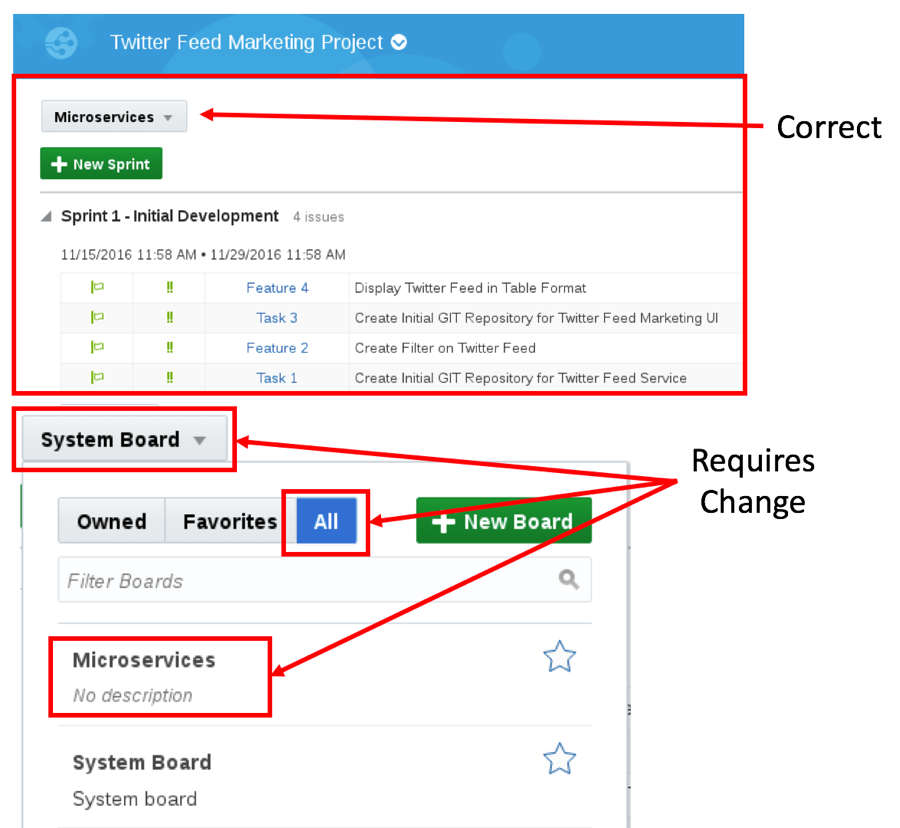 Twitter Feed Marketing Project
Microservices
Correct
New Sprint
Sprint 1 - Initial Development 4 issues
11/15/2016 11:58 AM • 11/29/2016 11:58 AM
!! Feature 4 Display Twitter Feed in Table Format
!! Task 3 Create Initial GIT Repository for Twitter Feed Marketing UI
!! Feature 2 Create Filter on Twitter Feed
!! Task 1 Create Initial GIT Repository for Twitter Feed Service
System Board
Requires
Change
Owned Favorites All + New Board
Filter Boards
Microservices
No description
System Board
System board